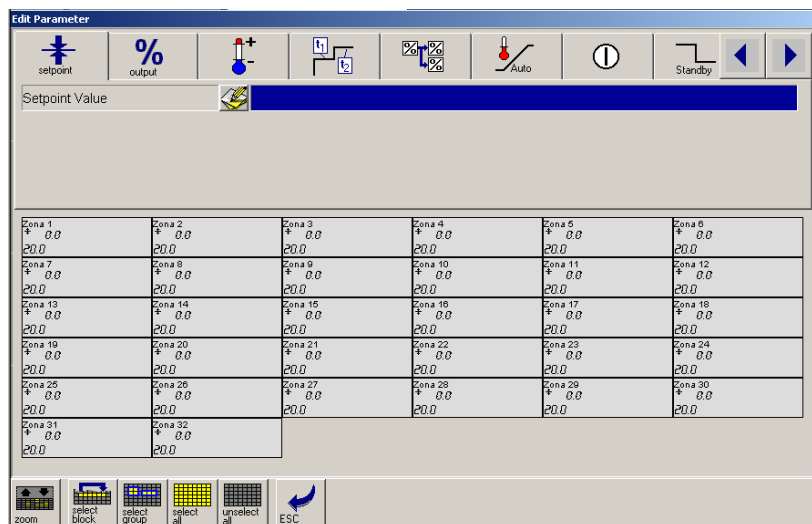 Edit Parameter
setpoint
% output
+ -
t1 t2
% % %
Auto
Standby
Setpoint Value
Zona 1 Zona 2 Zona 3 Zona 4 Zona 5 Zona 6
0.0 0.0 0.0 0.0 0.0 0.0
20.0 20.0 20.0 20.0 20.0 20.0
Zona 7 Zona 8 Zona 9 Zona 10 Zona 11 Zona 12
0.0 0.0 0.0 0.0 0.0 0.0
20.0 20.0 20.0 20.0 20.0 20.0
Zona 13 Zona 14 Zona 15 Zona 16 Zona 17 Zona 18
0.0 0.0 0.0 0.0 0.0 0.0
20.0 20.0 20.0 20.0 20.0 20.0
Zona 19 Zona 20 Zona 21 Zona 22 Zona 23 Zona 24
0.0 0.0 0.0 0.0 0.0 0.0
20.0 20.0 20.0 20.0 20.0 20.0
Zona 25 Zona 26 Zona 27 Zona 28 Zona 29 Zona 30
0.0 0.0 0.0 0.0 0.0 0.0
20.0 20.0 20.0 20.0 20.0 20.0
Zona 31 Zona 32
0.0 0.0
20.0 20.0
zoom
select block
select group
select all
unselect all
ESC